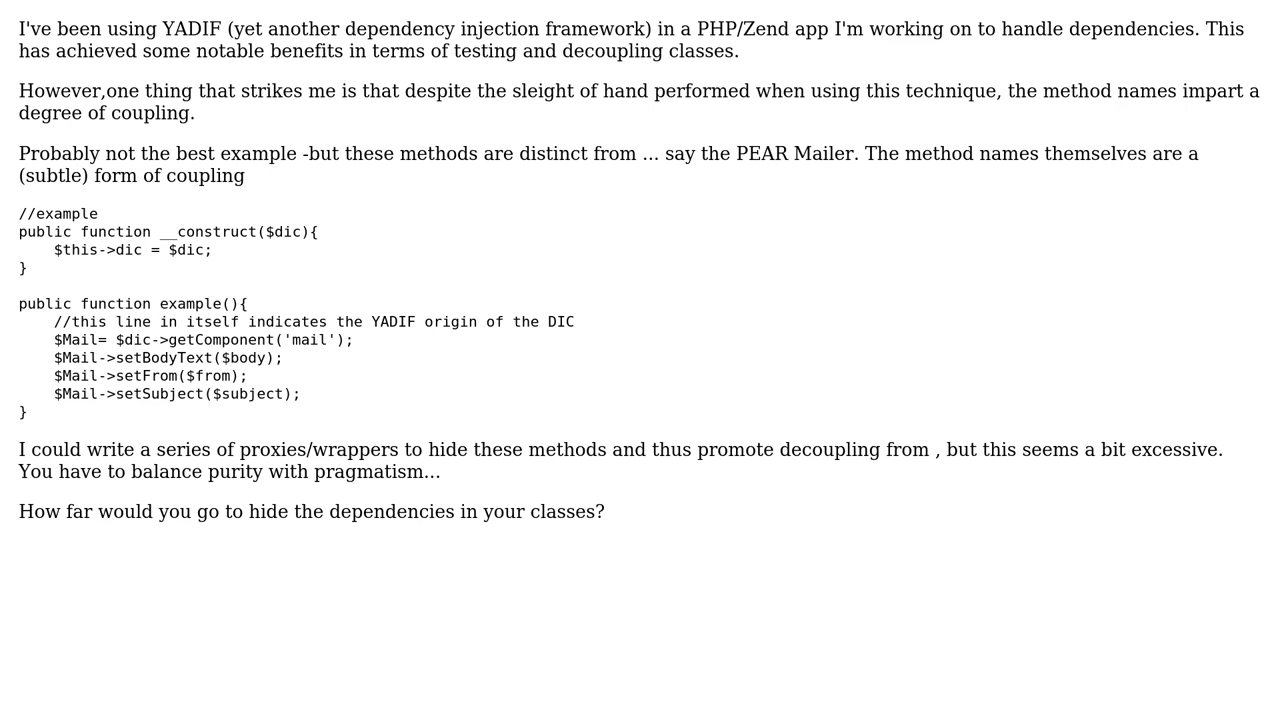 I've been using YADIF (yet another dependency injection framework) in a PHP/Zend app I'm working on to handle dependencies. This
has achieved some notable benefits in terms of testing and decoupling classes.
However,one thing that strikes me is that despite the sleight of hand performed when using this technique, the method names impart a
degree of coupling.
Probably not the best example -but these methods are distinct from ... say the PEAR Mailer. The method names themselves are a
(subtle) form of coupling
//example
public function __construct($dic){
    $this->dic = $dic;
}
public function example(){
    //this line in itself indicates the YADIF origin of the DIC
    $Mail= $dic->getComponent('mail');
    $Mail->setBodyText($body);
    $Mail->setFrom($from);
    $Mail->setSubject($subject);
}
I could write a series of proxies/wrappers to hide these methods and thus promote decoupling from , but this seems a bit excessive.
You have to balance purity with pragmatism...
How far would you go to hide the dependencies in your classes?